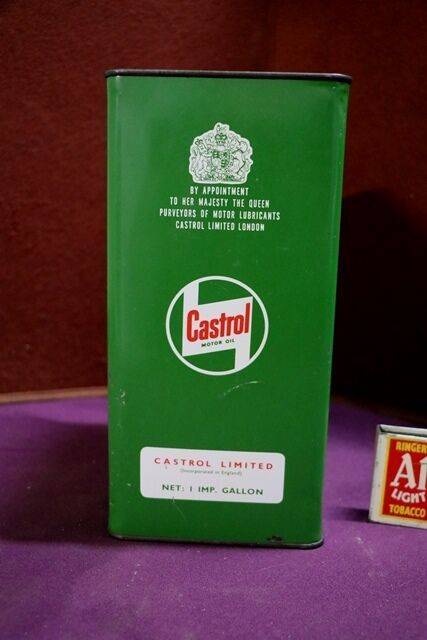 BY APPOINTMENT
TO HER MAJESTY THE QUEEN
PURVEYORS OF MOTOR LUBRICANTS
CASTROL LIMITED LONDON
Castrol
MOTOR OIL
CASTROL LIMITED
(Incorporated in England)
NET: 1 IMP. GALLON
RINGER
A1
LIGHT
TOBACCO